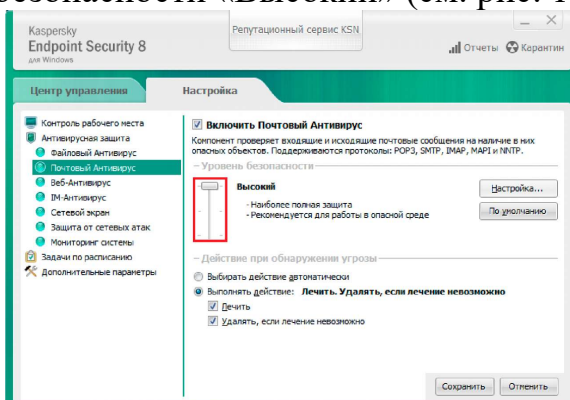 безопасности «Высокий» (см. рис. 1
Kaspersky
Endpoint Security 8
для Windows
Репутационный сервис KSN
Отчеты
Карантин
Центр управления
Настройка
Контроль рабочего места
Антивирусная защита
Файловый Антивирус
Почтовый Антивирус
Веб-Антивирус
IM-Антивирус
Сетевой экран
Защита от сетевых атак
Мониторинг системы
Задачи по расписанию
Дополнительные параметры
Включить Почтовый Антивирус
Компонент проверяет входящие и исходящие почтовые сообщения на наличие в них
опасных объектов. Поддерживаются протоколы: POP3, SMTP, IMAP, MAPI и NNTP.
Уровень безопасности
Высокий
- Наиболее полная защита
- Рекомендуется для работы в опасной среде
Настройка...
По умолчанию
Действие при обнаружении угрозы
Выбирать действие автоматически
Выполнять действие: Лечить. Удалять, если лечение невозможно
Лечить
Удалять, если лечение невозможно
Сохранить
Отменить